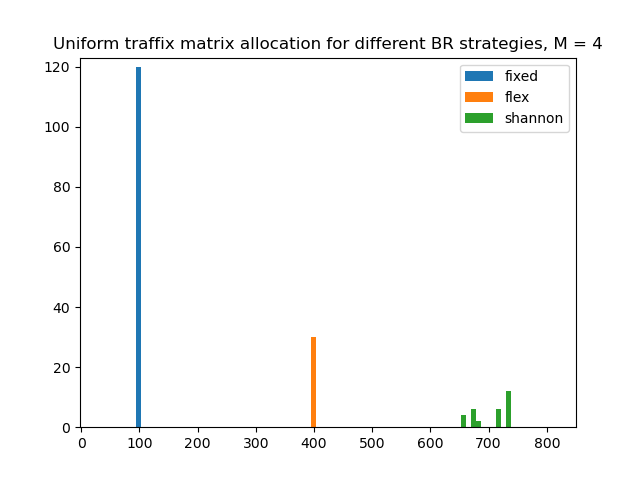 Uniform traffix matrix allocation for different BR strategies, M = 4
120
100
80
60
40
20
0
fixed
flex
shannon
0 100 200 300 400 500 600 700 800